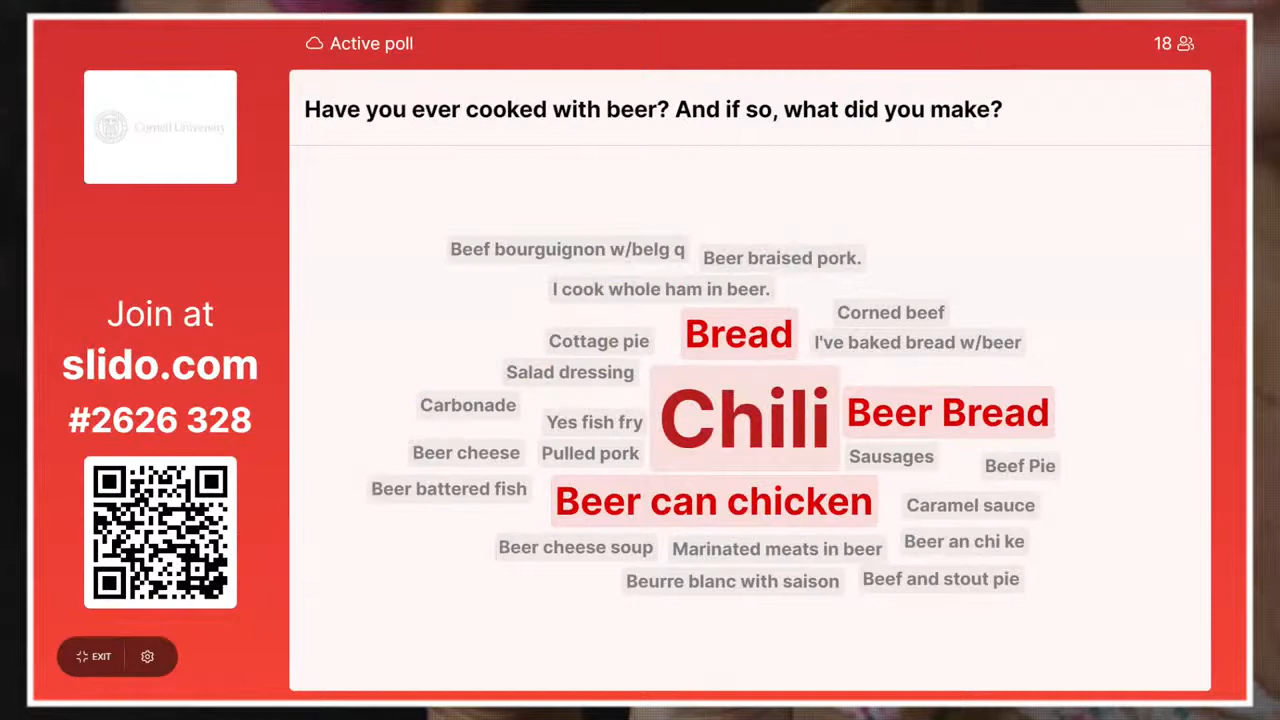 Active poll
18
Cornell University
Have you ever cooked with beer? And if so, what did you make?
Join at
slido.com
#2626 328
EXIT
Beef bourguignon w/belg q
Beer braised pork.
I cook whole ham in beer.
Corned beef
Bread
Cottage pie
I've baked bread w/beer
Salad dressing
Chili
Carbonade
Beer Bread
Yes fish fry
Beer cheese
Pulled pork
Sausages
Beef Pie
Beer battered fish
Beer can chicken
Caramel sauce
Beer cheese soup
Marinated meats in beer
Beer an chi ke
Beurre blanc with saison
Beef and stout pie